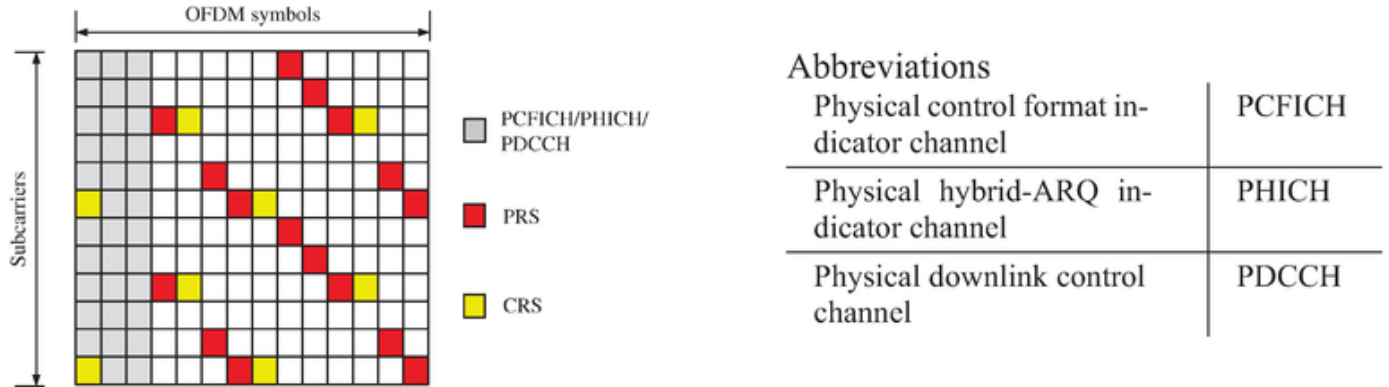 OFDM symbols
Subcarriers
PCFICH/PHICH/
PDCCH
PRS
CRS
Abbreviations
Physical control format in-
dicator channel
PCFICH
Physical hybrid-ARQ in-
dicator channel
PHICH
Physical downlink control
channel
PDCCH